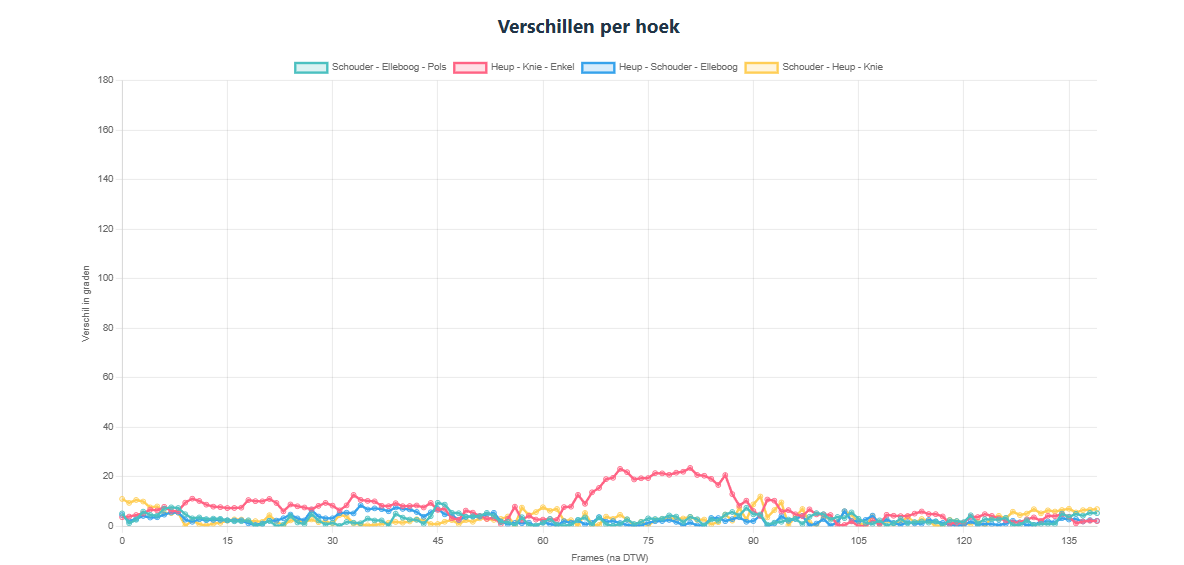 Verschillen per hoek
Schouder - Elleboog - Pols Heup - Knie - Enkel Heup - Schouder - Elleboog Schouder - Heup - Knie
180
160
140
120
100
80
60
40
20
0
Verschil in graden
0 15 30 45 60 75 90 105 120 135
Frames (na DTW)